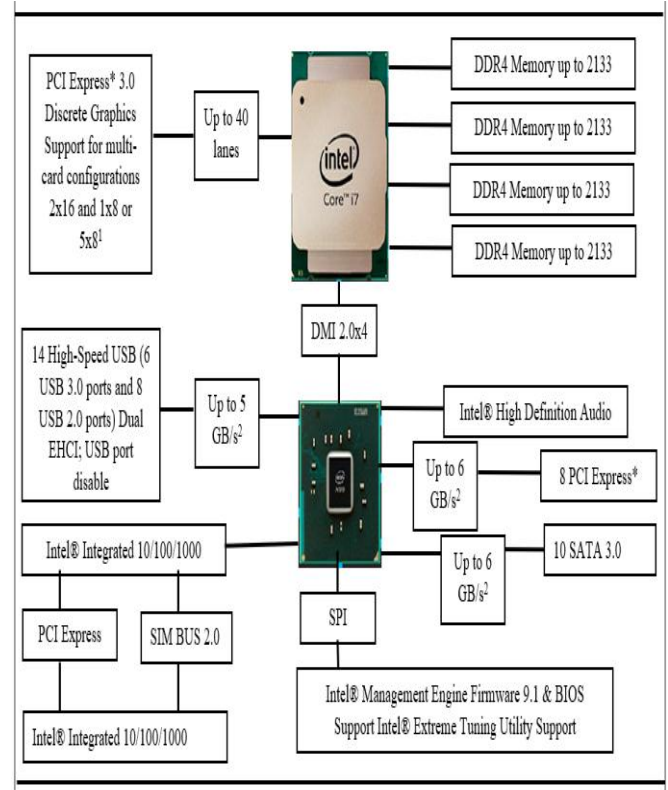 PCI Express* 3.0
Discrete Graphics
Support for multi-
card configurations
2x16 and 1x8 or
5x8¹
Up to 40
lanes
intel
Core™ i7
DDR4 Memory up to 2133
DDR4 Memory up to 2133
DDR4 Memory up to 2133
DDR4 Memory up to 2133
DMI 2.0x4
14 High-Speed USB (6
USB 3.0 ports and 8
USB 2.0 ports) Dual
EHCI; USB port
disable
Up to 5
GB/s²
Intel® High Definition Audio
Up to 6
GB/s²
8 PCI Express*
Up to 6
GB/s²
10 SATA 3.0
Intel® Integrated 10/100/1000
PCI Express
SIM BUS 2.0
Intel® Integrated 10/100/1000
SPI
Intel® Management Engine Firmware 9.1 & BIOS
Support Intel® Extreme Tuning Utility Support